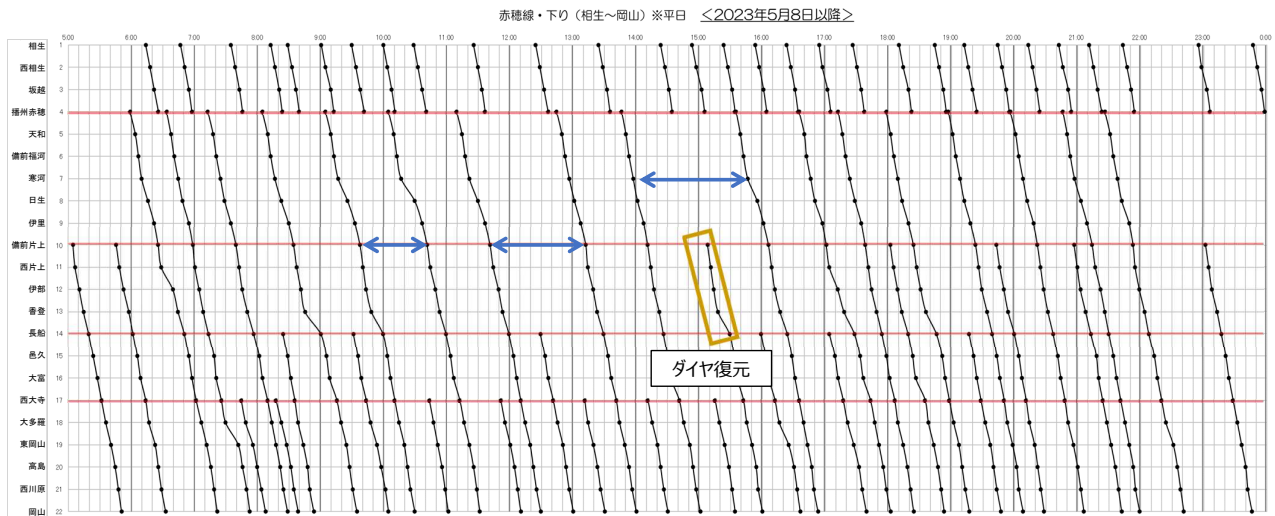 赤穂線・下り（相生～岡山）※平日　＜2023年5月8日以降＞
5:00 6:00 7:00 8:00 9:00 10:00 11:00 12:00 13:00 14:00 15:00 16:00 17:00 18:00 19:00 20:00 21:00 22:00 23:00 0:00
相生 1
西相生 2
坂越 3
播州赤穂 4
天和 5
備前福河 6
寒河 7
日生 8
伊里 9
備前片上 10
西片上 11
伊部 12
香登 13
長船 14
邑久 15
ダイヤ復元
大富 16
西大寺 17
大多羅 18
東岡山 19
高島 20
西川原 21
岡山 22